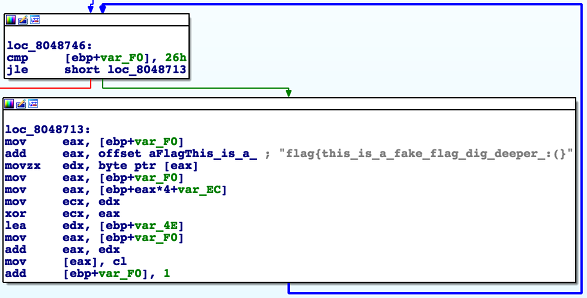 loc_8048746:
cmp [ebp+var_F0], 26h
jle short loc_8048713
loc_8048713:
mov eax, [ebp+var_F0]
add eax, offset aFlagThis_is_a_ ; "flag{this_is_a_fake_flag_dig_deeper_:(}"
movzx edx, byte ptr [eax]
mov eax, [ebp+var_F0]
mov eax, [ebp+eax*4+var_EC]
mov ecx, edx
xor ecx, eax
lea edx, [ebp+var_4E]
mov eax, [ebp+var_F0]
add eax, edx
mov [eax], cl
add [ebp+var_F0], 1